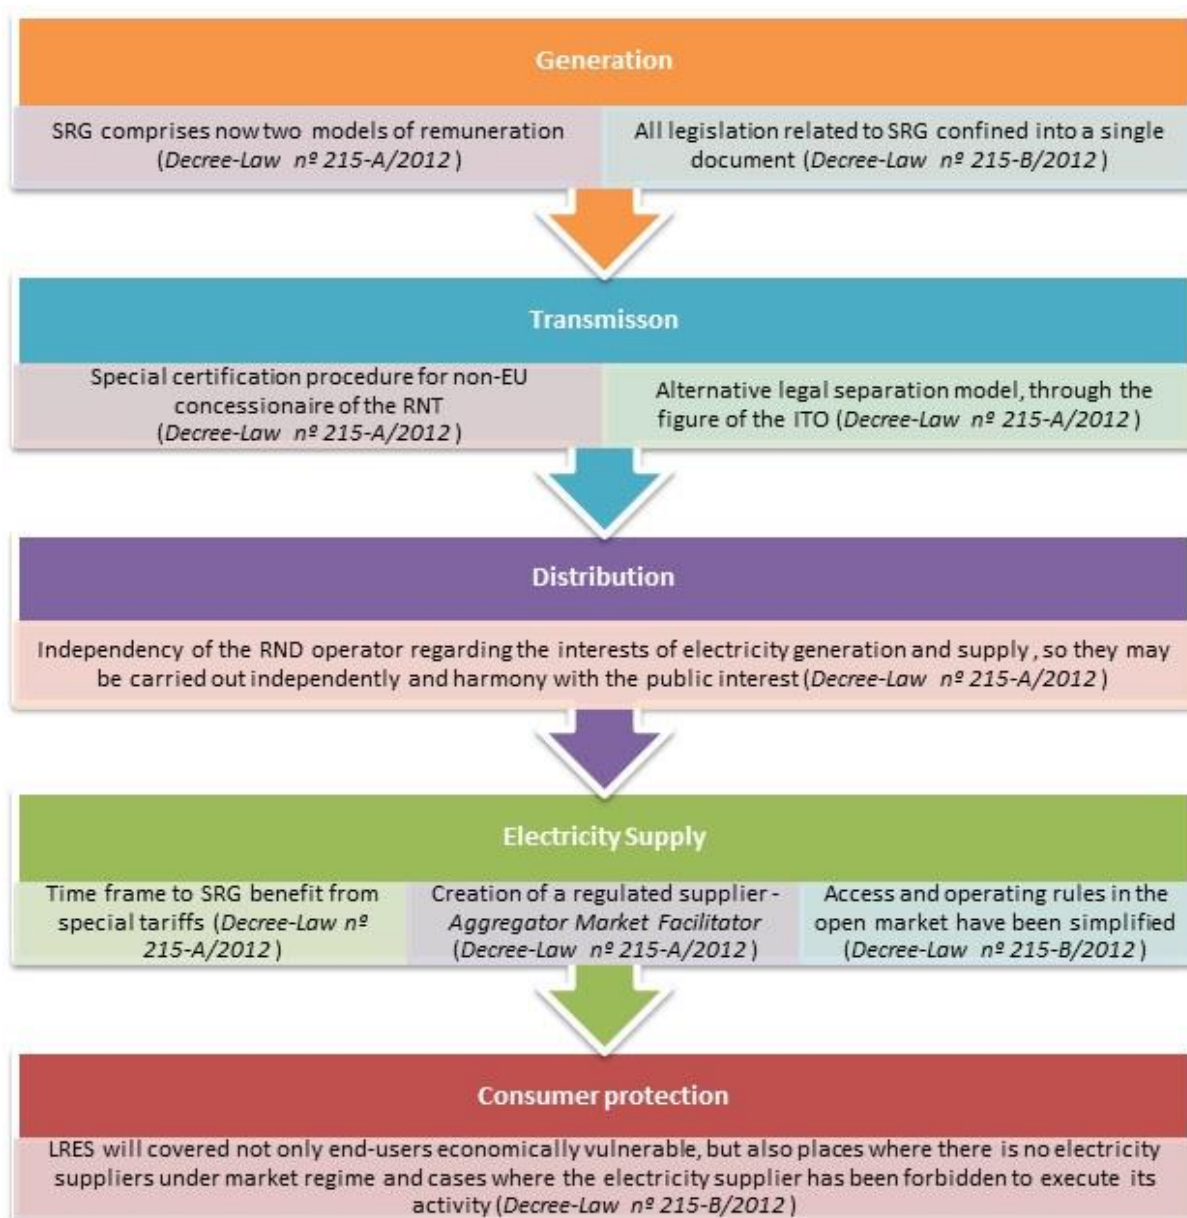 Generation
SRG comprises now two models of remuneration
(Decree-Law nº 215-A/2012 )
All legislation related to SRG confined into a single
document (Decree-Law nº 215-B/2012 )
Transmisson
Special certification procedure for non-EU
concessionaire of the RNT
(Decree-Law nº 215-A/2012 )
Alternative legal separation model, through the
figure of the ITO (Decree-Law nº 215-A/2012 )
Distribution
Independency of the RND operator regarding the interests of electricity generation and supply , so they may
be carried out independently and harmony with the public interest (Decree-Law nº 215-A/2012 )
Electricity Supply
Time frame to SRG benefit from
special tariffs (Decree-Law nº
215-A/2012 )
Creation of a regulated supplier -
Aggregator Market Facilitator
(Decree-Law nº 215-A/2012 )
Access and operating rules in the
open market have been simplified
(Decree-Law nº 215-B/2012 )
Consumer protection
LRES will covered not only end-users economically vulnerable, but also places where there is no electricity
suppliers under market regime and cases where the electricity supplier has been forbidden to execute its
activity (Decree-Law nº 215-B/2012 )